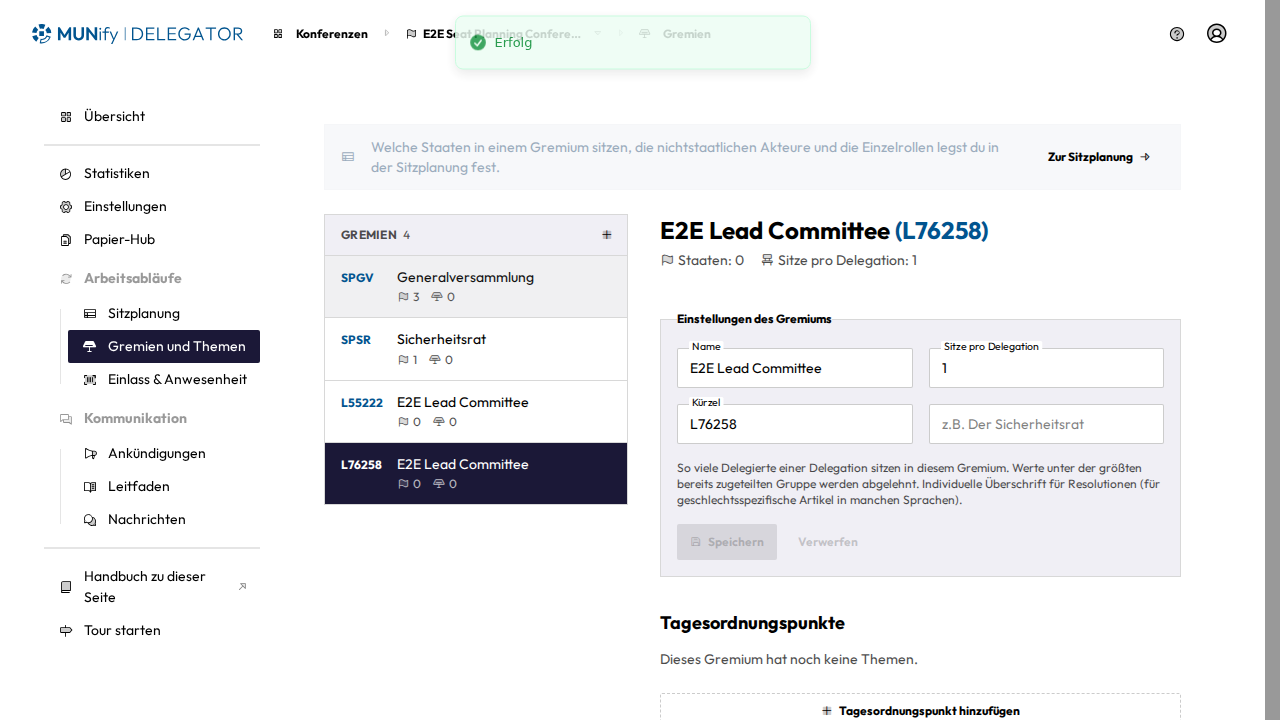 MUNify | DELEGATOR
Konferenzen
E2E Seat Planning Confere...
Gremien
Erfolg
Übersicht
Statistiken
Einstellungen
Papier-Hub
Arbeitsabläufe
Sitzplanung
Gremien und Themen
Einlass & Anwesenheit
Kommunikation
Ankündigungen
Leitfaden
Nachrichten
Handbuch zu dieser
Seite
Tour starten
Welche Staaten in einem Gremium sitzen, die nichtstaatlichen Akteure und die Einzelrollen legst du in
der Sitzplanung fest.
Zur Sitzplanung
GREMIEN 4
SPGV Generalversammlung
3 0
SPSR Sicherheitsrat
1 0
L55222 E2E Lead Committee
0 0
L76258 E2E Lead Committee
0 0
E2E Lead Committee (L76258)
Staaten: 0 Sitze pro Delegation: 1
Einstellungen des Gremiums
Name
E2E Lead Committee
Sitze pro Delegation
1
Kürzel
L76258
z.B. Der Sicherheitsrat
So viele Delegierte einer Delegation sitzen in diesem Gremium. Werte unter der größten
bereits zugeteilten Gruppe werden abgelehnt. Individuelle Überschrift für Resolutionen (für
geschlechtsspezifische Artikel in manchen Sprachen).
Speichern
Verwerfen
Tagesordnungspunkte
Dieses Gremium hat noch keine Themen.
Tagesordnungspunkt hinzufügen